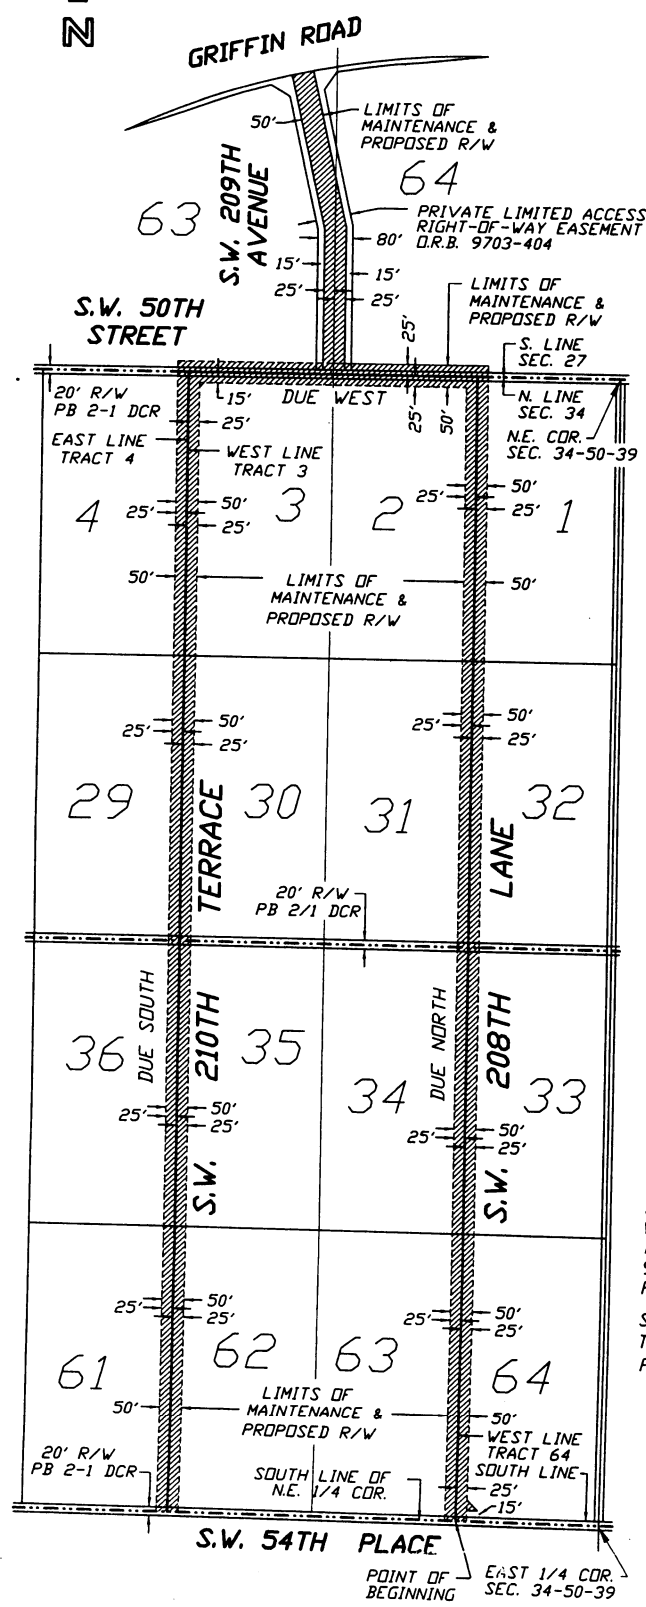 N
GRIFFIN ROAD
50'
LIMITS OF
MAINTENANCE &
PROPOSED R/W
S.W. 209TH
AVENUE
63
64
PRIVATE LIMITED ACCESS
RIGHT-OF-WAY EASEMENT
O.R.B. 9703-404
80'
15'
15'
25'
25'
LIMITS OF
MAINTENANCE &
PROPOSED R/W
S.W. 50TH
STREET
25'
S. LINE
SEC. 27
20' R/W
PB 2-1 DCR
15'
DUE WEST
25'
50'
N. LINE
SEC. 34
N.E. COR.
SEC. 34-50-39
25'
EAST LINE
TRACT 4
WEST LINE
TRACT 3
4
3
2
1
25'
50'
25'
25'
50'
25'
50'
LIMITS OF
MAINTENANCE &
PROPOSED R/W
50'
25'
50'
25'
25'
50'
25'
29
30
31
32
TERRACE
LANE
20' R/W
PB 2/1 DCR
DUE SOUTH
210TH
DUE NORTH
208TH
36
35
34
33
25'
50'
25'
25'
50'
25'
S.W.
S.W.
25'
50'
25'
25'
50'
25'
61
62
63
64
50'
LIMITS OF
MAINTENANCE &
PROPOSED R/W
50'
WEST LINE
TRACT 64
20' R/W
PB 2-1 DCR
SOUTH LINE OF
N.E. 1/4 COR.
SOUTH LINE
25'
15'
S.W. 54TH PLACE
POINT OF
BEGINNING
EAST 1/4 COR.
SEC. 34-50-39